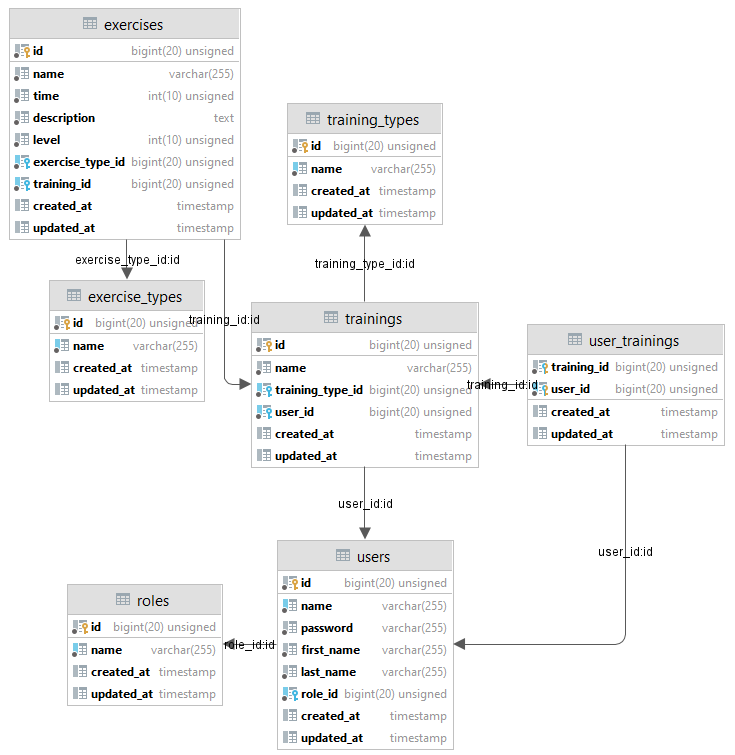 exercises
id bigint(20) unsigned
name varchar(255)
time int(10) unsigned
description text
level int(10) unsigned
exercise_type_id bigint(20) unsigned
training_id bigint(20) unsigned
created_at timestamp
updated_at timestamp
training_types
id bigint(20) unsigned
name varchar(255)
created_at timestamp
updated_at timestamp
exercise_type_id:id
training_type_id:id
exercise_types
id bigint(20) unsigned
name varchar(255)
created_at timestamp
updated_at timestamp
training_id:id
trainings
id bigint(20) unsigned
name varchar(255)
training_type_id bigint(20) unsigned
user_id bigint(20) unsigned
created_at timestamp
updated_at timestamp
training_id:id
user_trainings
training_id bigint(20) unsigned
user_id bigint(20) unsigned
created_at timestamp
updated_at timestamp
user_id:id
user_id:id
users
id bigint(20) unsigned
name varchar(255)
password varchar(255)
first_name varchar(255)
last_name varchar(255)
role_id bigint(20) unsigned
created_at timestamp
updated_at timestamp
roles
id bigint(20) unsigned
name varchar(255)
created_at timestamp
updated_at timestamp
role_id:id